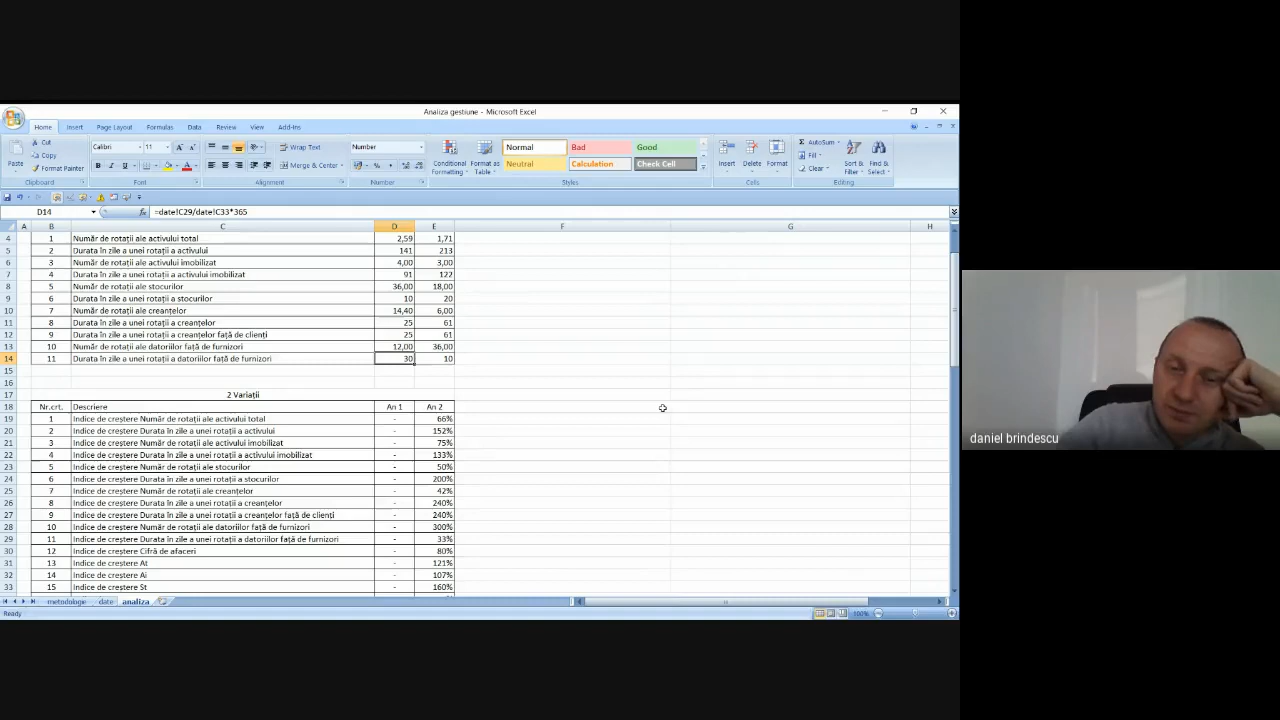 Analiza gestiune - Microsoft Excel
Home Insert Page Layout Formulas Data Review View Add-Ins
Paste Cut Copy Format Painter Clipboard
Calibri 11 B I U Font
Wrap Text Merge & Center Alignment
Number % Number
Conditional Formatting Format as Table
Normal Bad Good
Neutral Calculation Check Cell
Styles
Insert Delete Format Cells
AutoSum Fill Clear Sort & Filter Find & Select Editing
D14 fx =date!C29/date!C33*365
A B C D E F G H
4 1 Număr de rotații ale activului total 2,59 1,71
5 2 Durata în zile a unei rotații a activului 141 213
6 3 Număr de rotații ale activului imobilizat 4,00 3,00
7 4 Durata în zile a unei rotații a activului imobilizat 91 122
8 5 Număr de rotații ale stocurilor 36,00 18,00
9 6 Durata în zile a unei rotații a stocurilor 10 20
10 7 Număr de rotații ale creanțelor 14,40 6,00
11 8 Durata în zile a unei rotații a creanțelor 25 61
12 9 Durata în zile a unei rotații a creanțelor față de clienți 25 61
13 10 Număr de rotații ale datoriilor față de furnizori 12,00 36,00
14 11 Durata în zile a unei rotații a datoriilor față de furnizori 30 10
15
16
17 2 Variații
18 Nr.crt. Descriere An 1 An 2
19 1 Indice de creștere Număr de rotații ale activului total - 66%
20 2 Indice de creștere Durata în zile a unei rotații a activului - 152%
21 3 Indice de creștere Număr de rotații ale activului imobilizat - 75%
22 4 Indice de creștere Durata în zile a unei rotații a activului imobilizat - 133%
23 5 Indice de creștere Număr de rotații ale stocurilor - 50%
24 6 Indice de creștere Durata în zile a unei rotații a stocurilor - 200%
25 7 Indice de creștere Număr de rotații ale creanțelor - 42%
26 8 Indice de creștere Durata în zile a unei rotații a creanțelor - 240%
27 9 Indice de creștere Durata în zile a unei rotații a creanțelor față de clienți - 240%
28 10 Indice de creștere Număr de rotații ale datoriilor față de furnizori - 300%
29 11 Indice de creștere Durata în zile a unei rotații a datoriilor față de furnizori - 33%
30 12 Indice de creștere Cifră de afaceri - 80%
31 13 Indice de creștere At - 121%
32 14 Indice de creștere Ai - 107%
33 15 Indice de creștere St - 160%
metodologie date analiza
Ready 100%
daniel brindescu